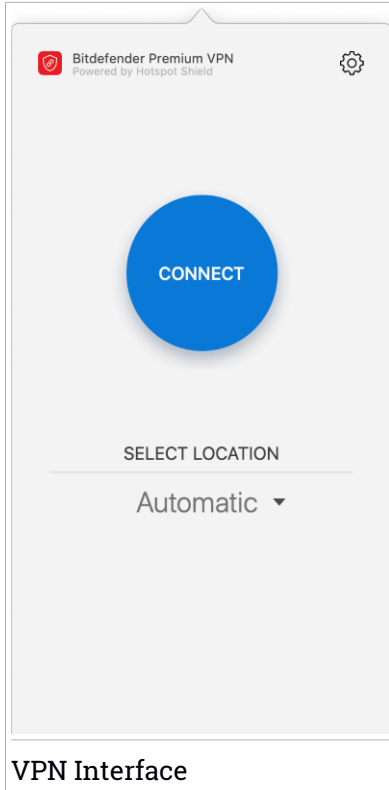 Bitdefender Premium VPN
Powered by Hotspot Shield
CONNECT
SELECT LOCATION
Automatic
VPN Interface